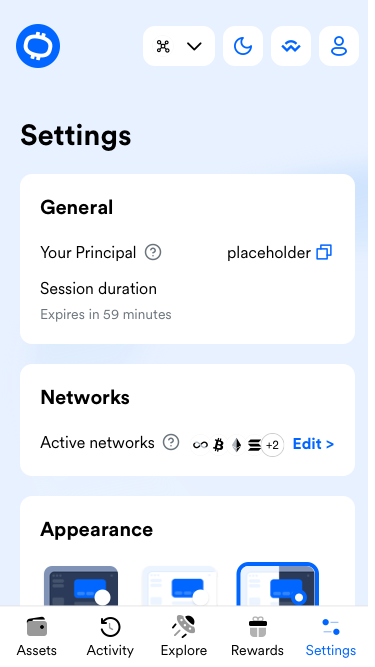 Settings
General
Your Principal placeholder
Session duration
Expires in 59 minutes
Networks
Active networks +2 Edit >
Appearance
Assets Activity Explore Rewards Settings